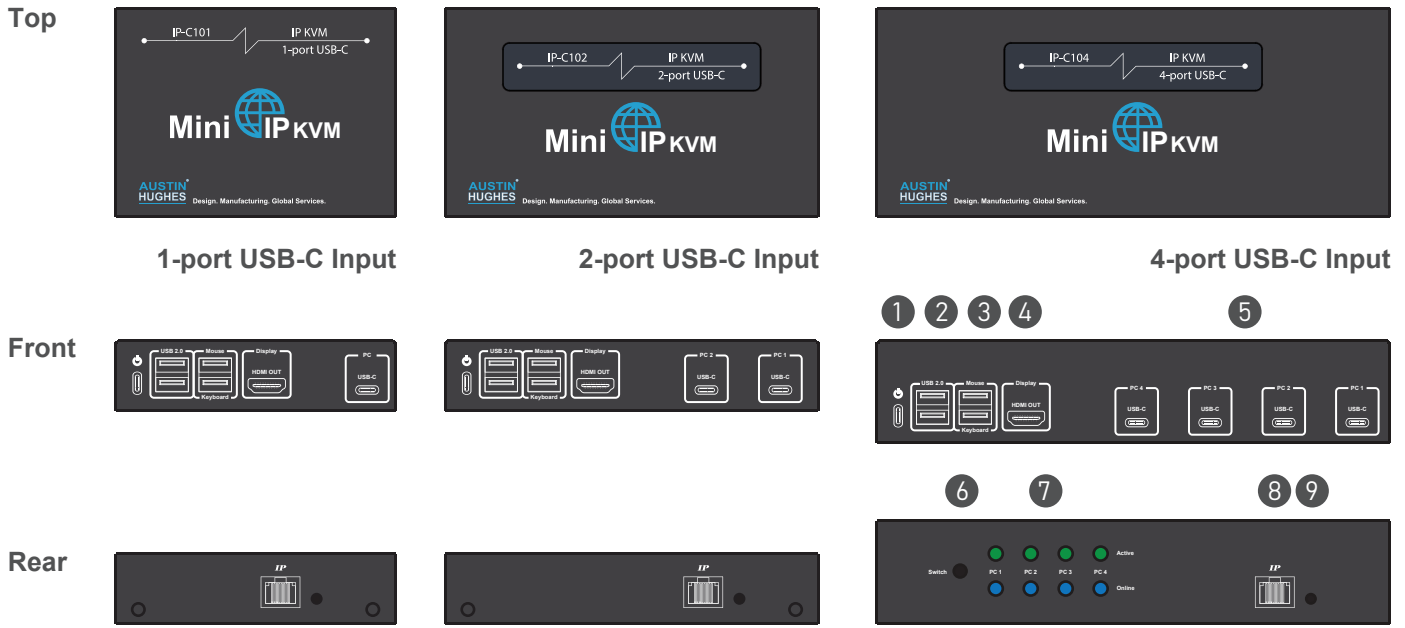 Top
IP-C101 IP KVM
1-port USB-C
Mini IP KVM
AUSTIN
HUGHES Design. Manufacturing. Global Services.
IP-C102 IP KVM
2-port USB-C
Mini IP KVM
AUSTIN
HUGHES Design. Manufacturing. Global Services.
IP-C104 IP KVM
4-port USB-C
Mini IP KVM
AUSTIN
HUGHES Design. Manufacturing. Global Services.
1-port USB-C Input
2-port USB-C Input
4-port USB-C Input
1 2 3 4 5
Front
USB 2.0 Mouse Display PC
HDMI OUT USB-C
Keyboard
USB 2.0 Mouse Display PC 2 PC 1
HDMI OUT USB-C USB-C
Keyboard
USB 2.0 Mouse Display PC 4 PC 3 PC 2 PC 1
HDMI OUT USB-C USB-C USB-C USB-C
Keyboard
6 7 8 9
Rear
IP
IP
Active
Switch PC 1 PC 2 PC 3 PC 4 IP
Online